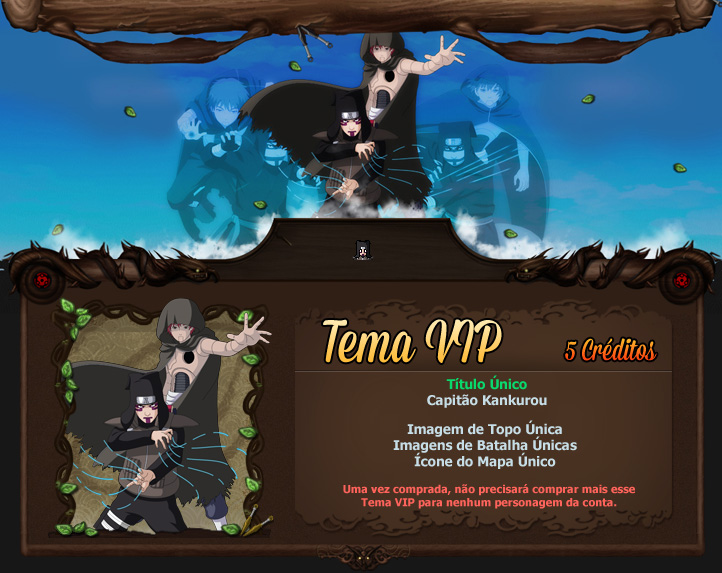 Tema VIP
5 Créditos
Título Único
Capitão Kankurou
Imagem de Topo Única
Imagens de Batalha Únicas
Ícone do Mapa Único
Uma vez comprada, não precisará comprar mais esse
Tema VIP para nenhum personagem da conta.